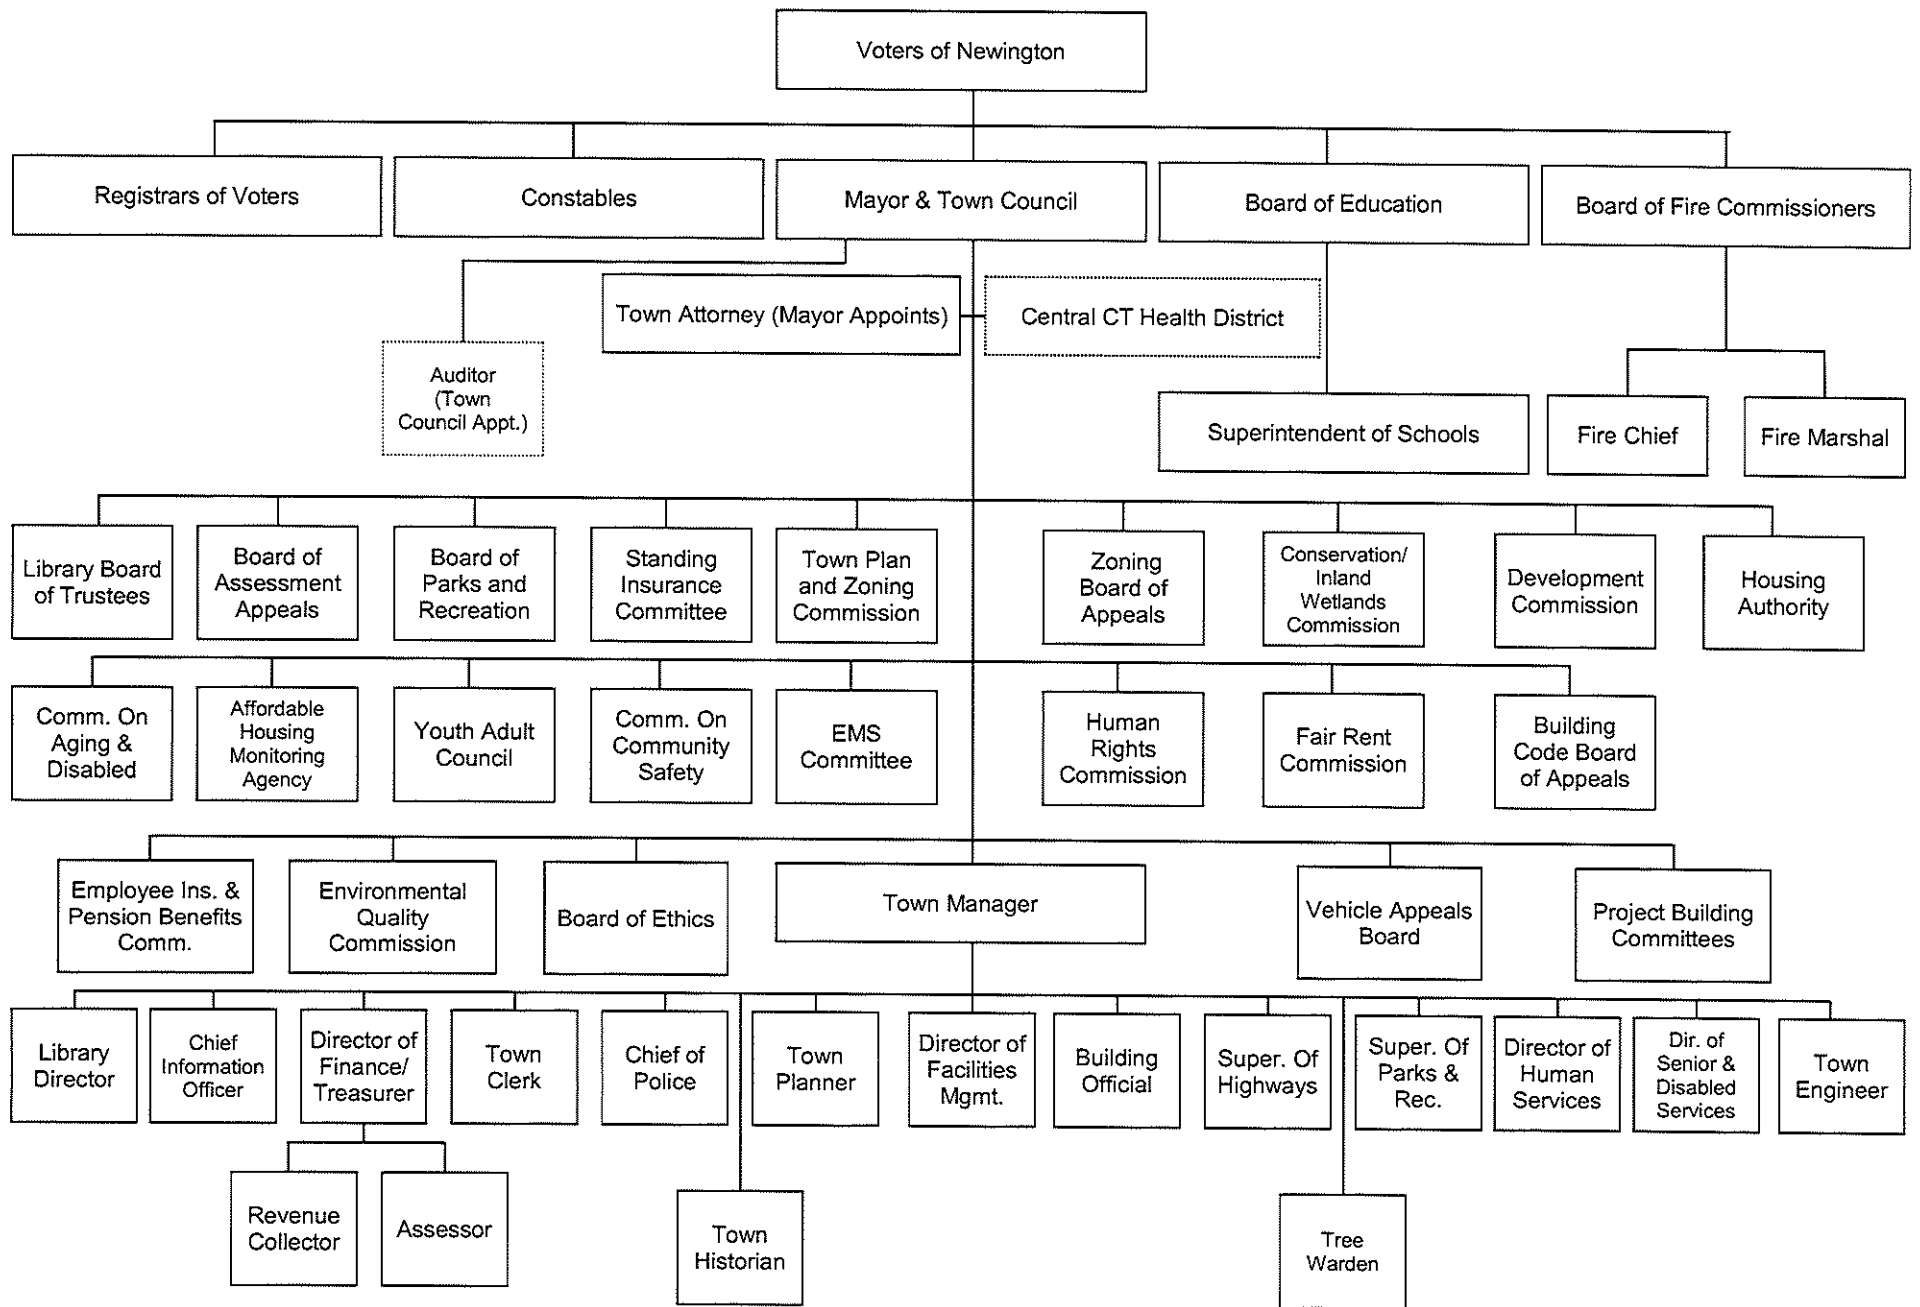 Voters of Newington
Registrars of Voters
Constables
Mayor & Town Council
Board of Education
Board of Fire Commissioners
Town Attorney (Mayor Appoints)
Central CT Health District
Auditor
(Town
Council Appt.)
Superintendent of Schools
Fire Chief
Fire Marshal
Library Board
of Trustees
Board of
Assessment
Appeals
Board of
Parks and
Recreation
Standing
Insurance
Committee
Town Plan
and Zoning
Commission
Zoning
Board of
Appeals
Conservation/
Inland
Wetlands
Commission
Development
Commission
Housing
Authority
Comm. On
Aging &
Disabled
Affordable
Housing
Monitoring
Agency
Youth Adult
Council
Comm. On
Community
Safety
EMS
Committee
Human
Rights
Commission
Fair Rent
Commission
Building
Code Board
of Appeals
Employee Ins. &
Pension Benefits
Comm.
Environmental
Quality
Commission
Board of Ethics
Town Manager
Vehicle Appeals
Board
Project Building
Committees
Library
Director
Chief
Information
Officer
Director of
Finance/
Treasurer
Town
Clerk
Chief of
Police
Town
Planner
Director of
Facilities
Mgmt.
Building
Official
Super. Of
Highways
Super. Of
Parks &
Rec.
Director of
Human
Services
Dir. of
Senior &
Disabled
Services
Town
Engineer
Revenue
Collector
Assessor
Town
Historian
Tree
Warden